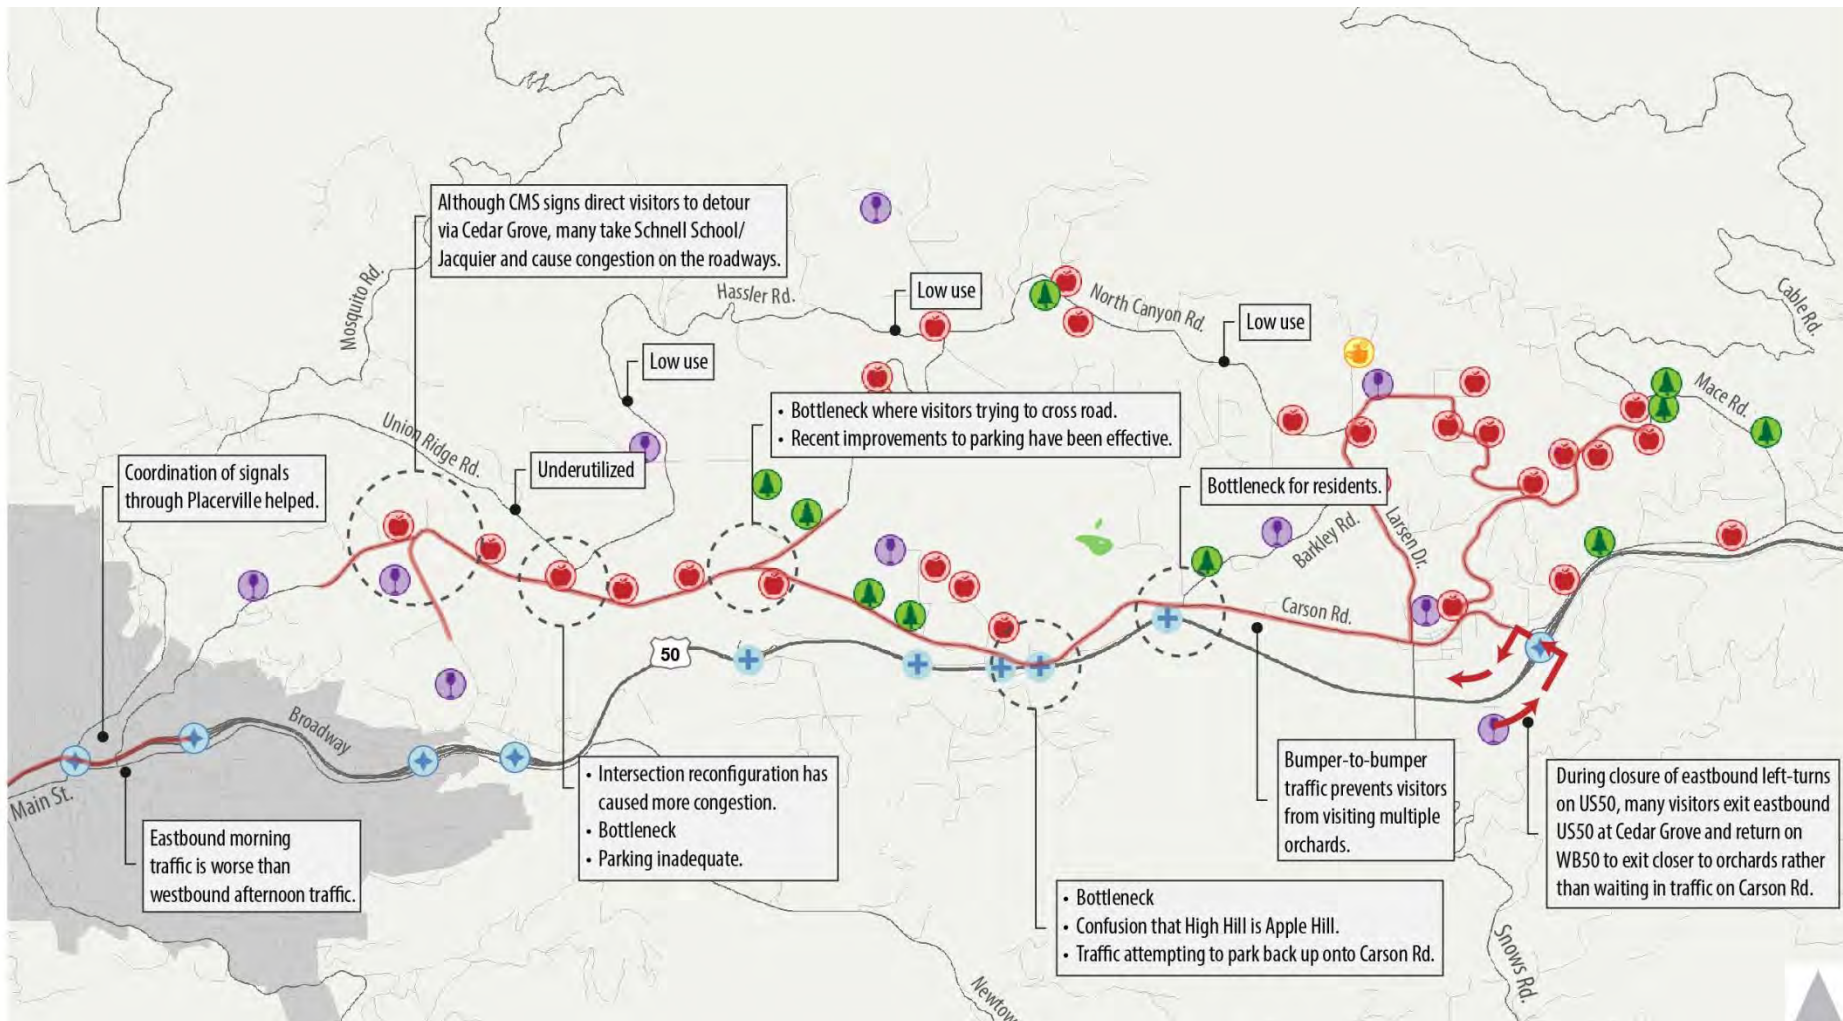 Although CMS signs direct visitors to detour
via Cedar Grove, many take Schnell School/
Jacquier and cause congestion on the roadways.
Mosquito Rd.
Hassler Rd.
Low use
North Canyon Rd.
Low use
Cable Rd.
Low use
Mace Rd.
• Bottleneck where visitors trying to cross road.
• Recent improvements to parking have been effective.
Union Ridge Rd.
Underutilized
Coordination of signals
through Placerville helped.
Bottleneck for residents.
Barkley Rd.
Larsen Dr.
Carson Rd.
50
Broadway
Main St.
Eastbound morning
traffic is worse than
westbound afternoon traffic.
• Intersection reconfiguration has
caused more congestion.
• Bottleneck
• Parking inadequate.
Bumper-to-bumper
traffic prevents visitors
from visiting multiple
orchards.
During closure of eastbound left-turns
on US50, many visitors exit eastbound
US50 at Cedar Grove and return on
WB50 to exit closer to orchards rather
than waiting in traffic on Carson Rd.
• Bottleneck
• Confusion that High Hill is Apple Hill.
• Traffic attempting to park back up onto Carson Rd.
Snows Rd.
Newtow